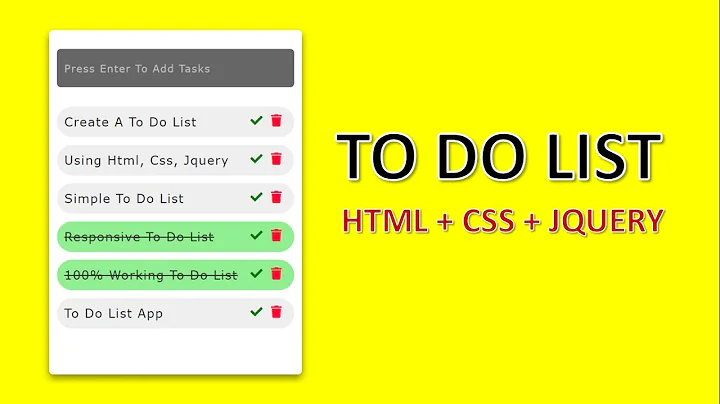 Press Enter To Add Tasks
Create A To Do List
Using Html, Css, Jquery
Simple To Do List
Responsive To Do List
100% Working To Do List
To Do List App
TO DO LIST
HTML + CSS + JQUERY